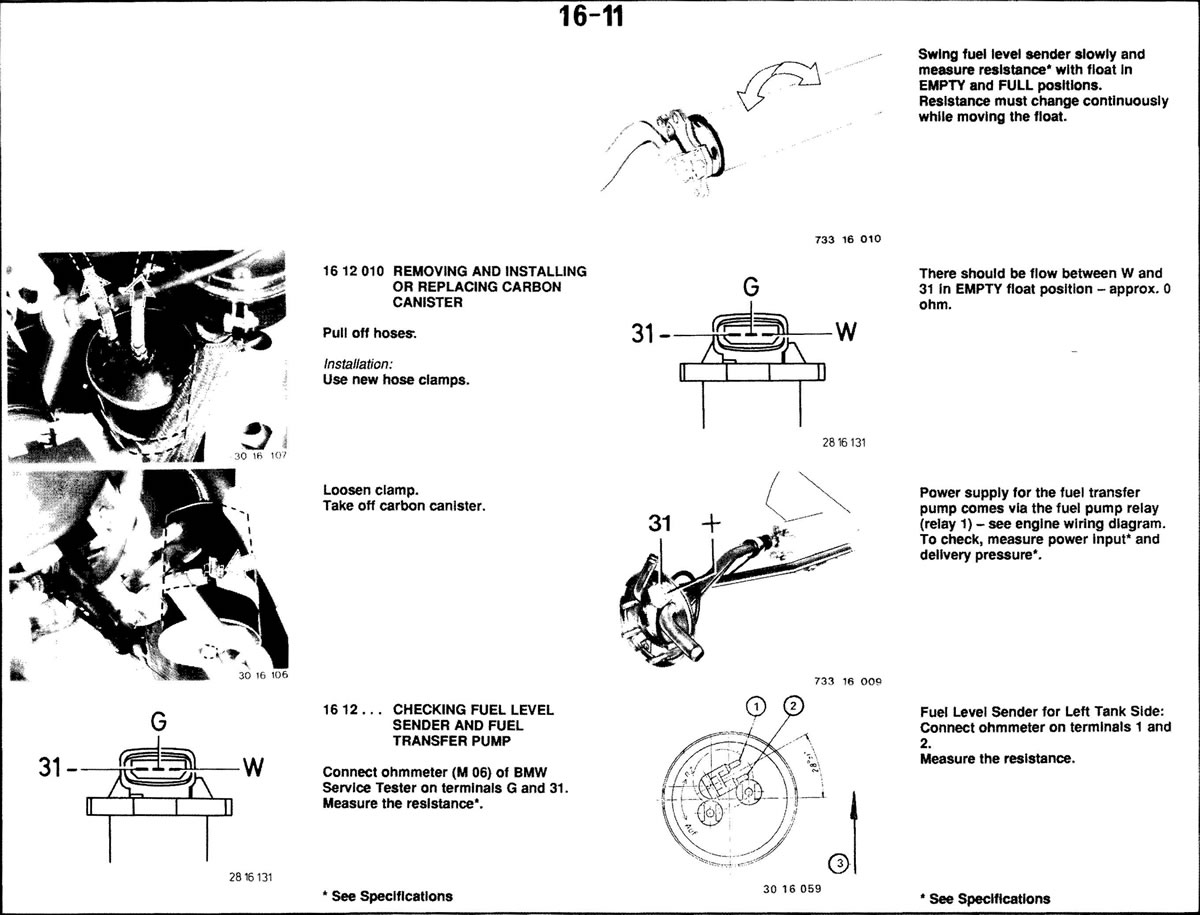 16-11
16 12 010 REMOVING AND INSTALLING
OR REPLACING CARBON
CANISTER
Pull off hoses.
Installation:
Use new hose clamps.
30 16 107
Loosen clamp.
Take off carbon canister.
30 16 106
16 12 . . . CHECKING FUEL LEVEL
SENDER AND FUEL
TRANSFER PUMP
Connect ohmmeter (M 06) of BMW
Service Tester on terminals G and 31.
Measure the resistance*.
G
31
W
28 16 131
* See Specifications
Swing fuel level sender slowly and
measure resistance* with float in
EMPTY and FULL positions.
Resistance must change continuously
while moving the float.
733 16 010
There should be flow between W and
31 in EMPTY float position – approx. 0
ohm.
G
31
W
28 16 131
Power supply for the fuel transfer
pump comes via the fuel pump relay
(relay 1) – see engine wiring diagram.
To check, measure power input* and
delivery pressure*.
31
+
733 16 009
Fuel Level Sender for Left Tank Side:
Connect ohmmeter on terminals 1 and
2.
Measure the resistance.
1
2
Auf
3
30 16 059
* See Specifications